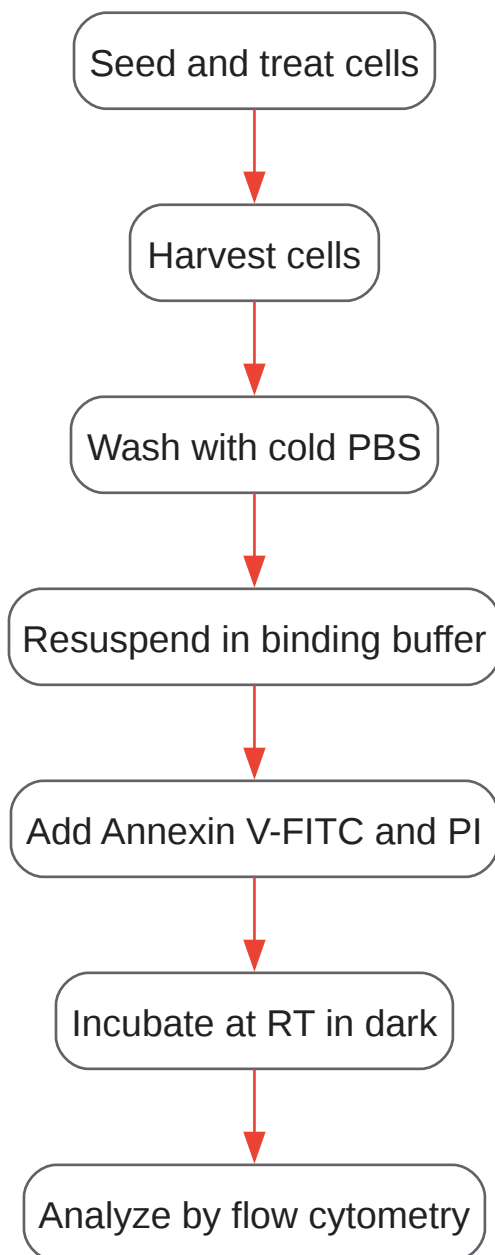 Seed and treat cells
Harvest cells
Wash with cold PBS
Resuspend in binding buffer
Add Annexin V-FITC and PI
Incubate at RT in dark
Analyze by flow cytometry